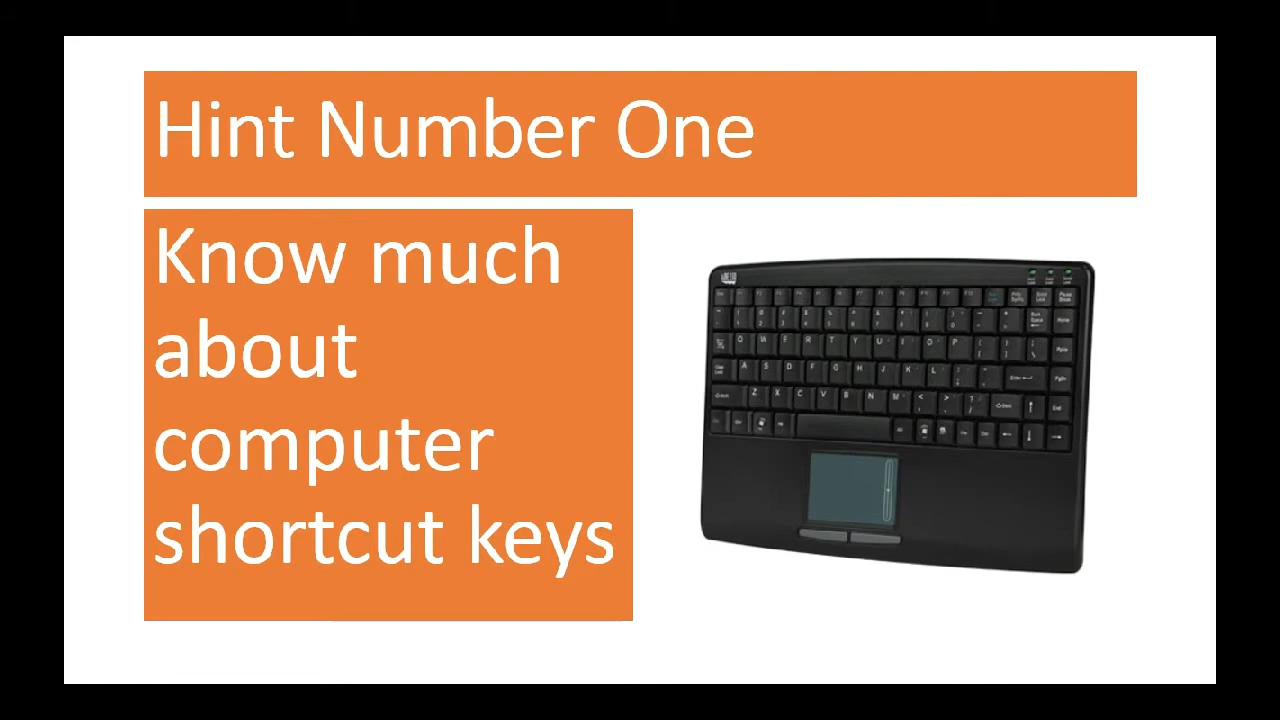 Hint Number One
Know much
about
computer
shortcut keys